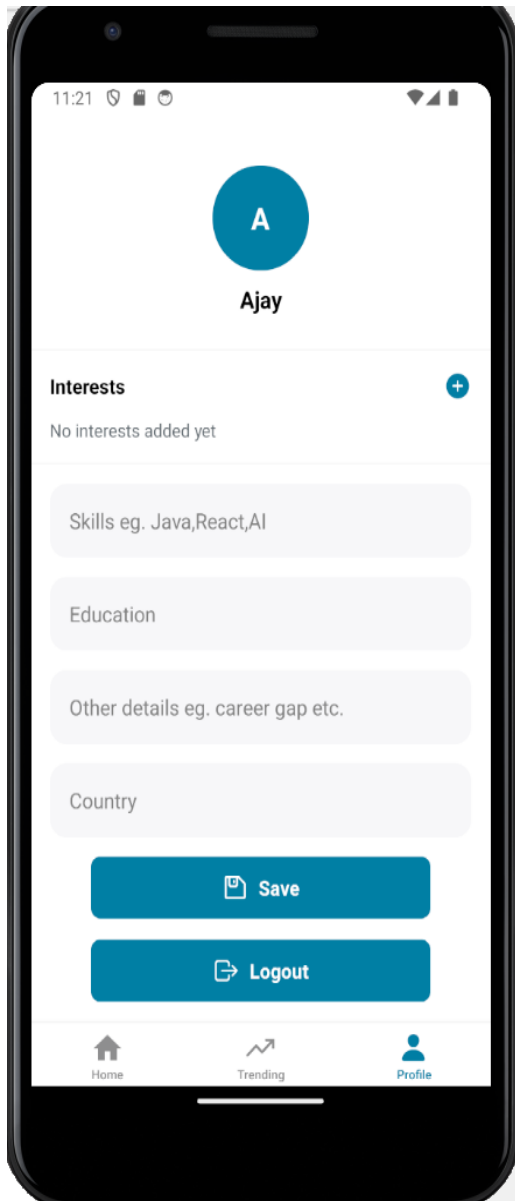 11:21
A
Ajay
Interests
No interests added yet
Skills eg. Java,React,AI
Education
Other details eg. career gap etc.
Country
Save
Logout
Home Trending Profile